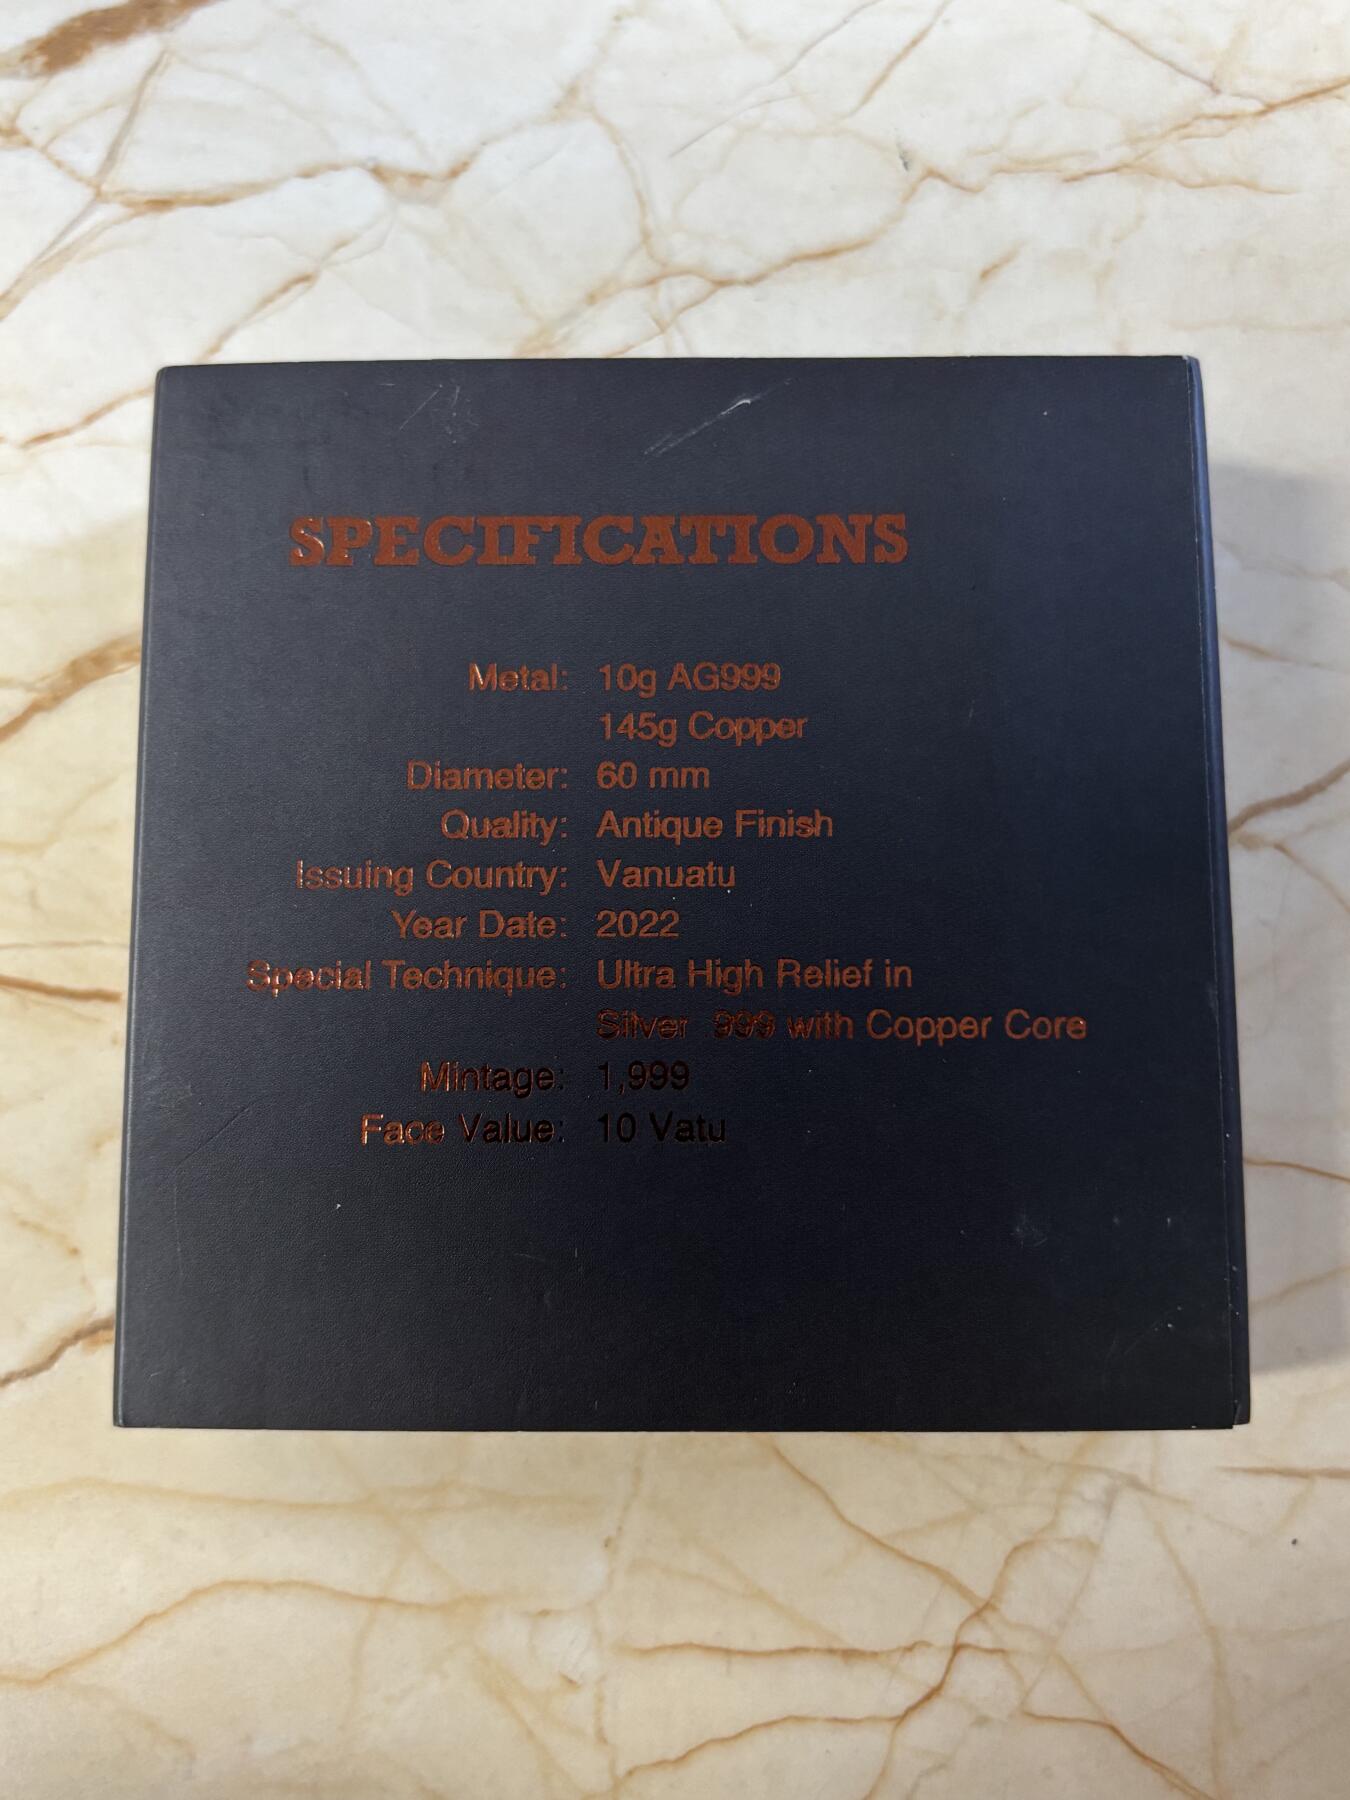 SPECIFICATIONS
Metal: 10g AG999
145g Copper
Diameter: 60 mm
Quality: Antique Finish
Issuing Country: Vanuatu
Year Date: 2022
Special Technique: Ultra High Relief in
Silver .999 with Copper Core
Mintage: 1,999
Face Value: 10 Vatu